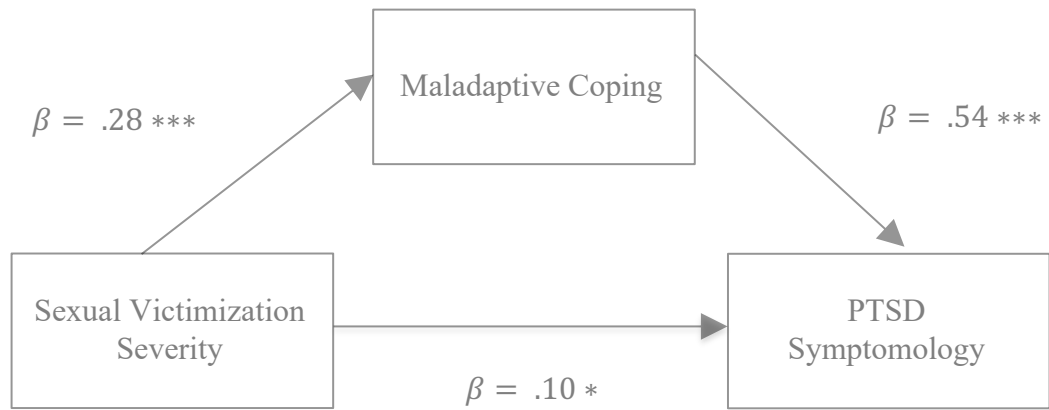 Maladaptive Coping
β = .28 ***
β = .54 ***
Sexual Victimization
Severity
PTSD
Symptomology
β = .10 *